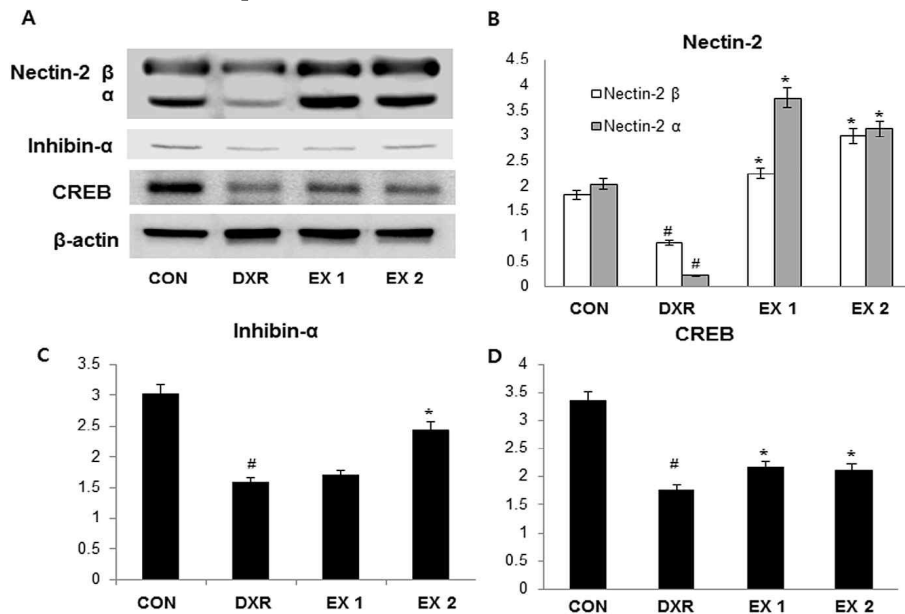 A
Nectin-2 β
α
Inhibin-α
CREB
β-actin
CON DXR EX 1 EX 2
B
Nectin-2
Nectin-2 β
Nectin-2 α
4.5
4
3.5
3
2.5
2
1.5
1
0.5
0
#
#
*
*
*
*
CON DXR EX 1 EX 2
C
Inhibin-α
3.5
3
2.5
2
1.5
1
0.5
0
#
*
CON DXR EX 1 EX 2
D
CREB
4
3.5
3
2.5
2
1.5
1
0.5
0
#
*
*
CON DXR EX 1 EX 2